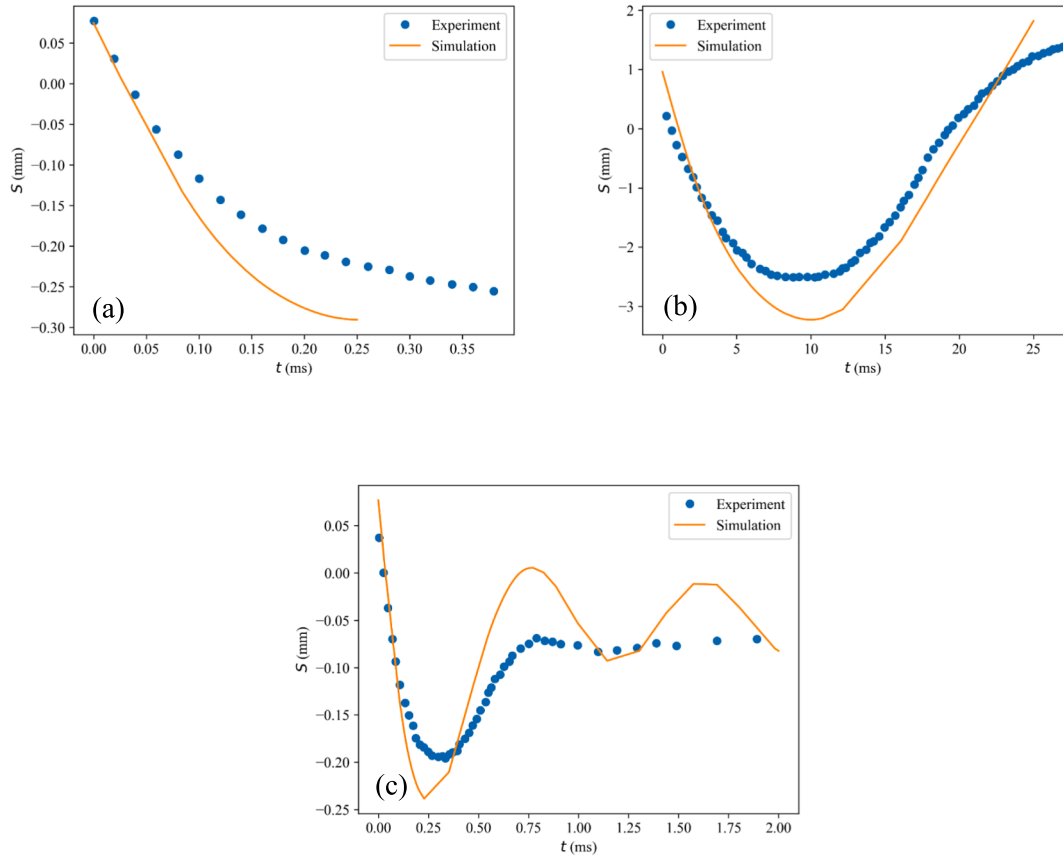 0.05
0.00
−0.05
−0.10
−0.15
−0.20
−0.25
−0.30
S (mm)
Experiment
Simulation
(a)
0.00 0.05 0.10 0.15 0.20 0.25 0.30 0.35
t (ms)
2
1
0
−1
−2
−3
S (mm)
Experiment
Simulation
(b)
0 5 10 15 20 25
t (ms)
0.05
0.00
−0.05
−0.10
−0.15
−0.20
−0.25
S (mm)
Experiment
Simulation
(c)
0.00 0.25 0.50 0.75 1.00 1.25 1.50 1.75 2.00
t (ms)